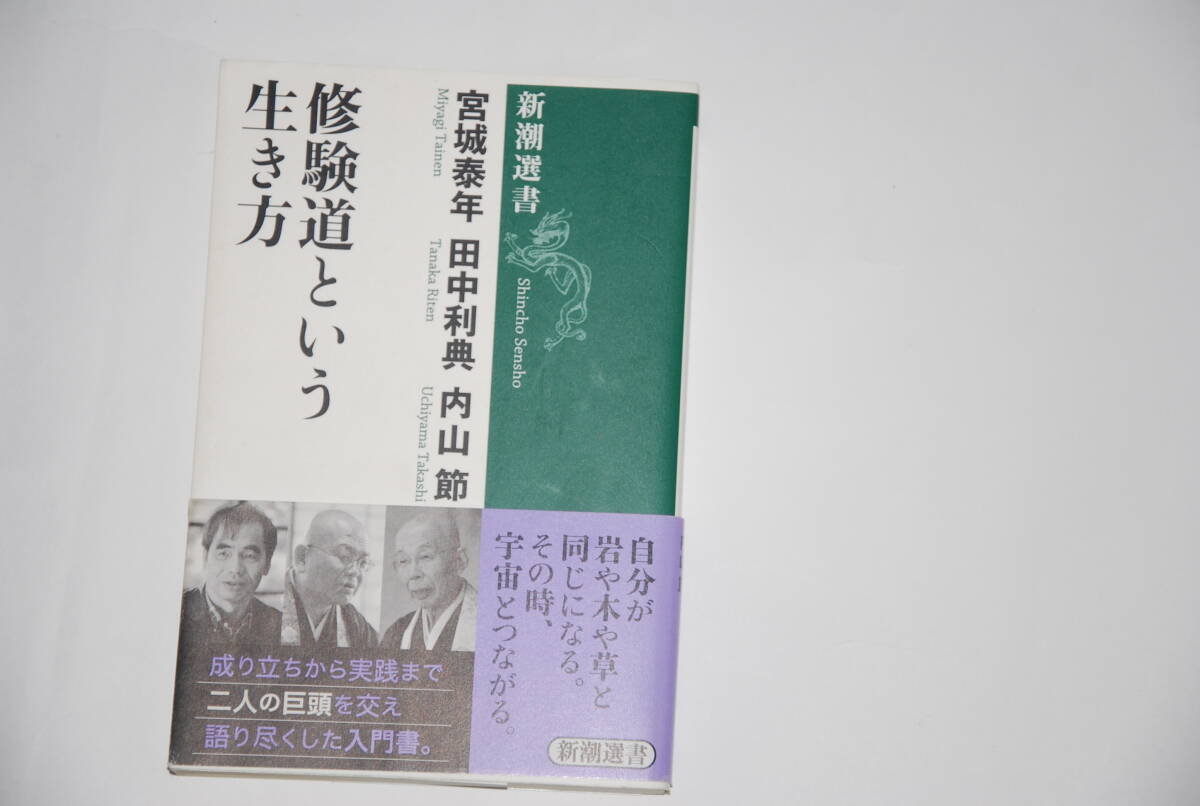 新潮選書
Shincho Sensho
宮城泰年
Miyagi Tainen
田中利典
Tanaka Riten
内山 節
Uchiyama Takashi
修験道という
生き方
自分が
岩や木や草と
同じになる。
その時、
宇宙とつながる。
新潮選書
成り立ちから実践まで
二人の巨頭を交え
語り尽くした入門書。